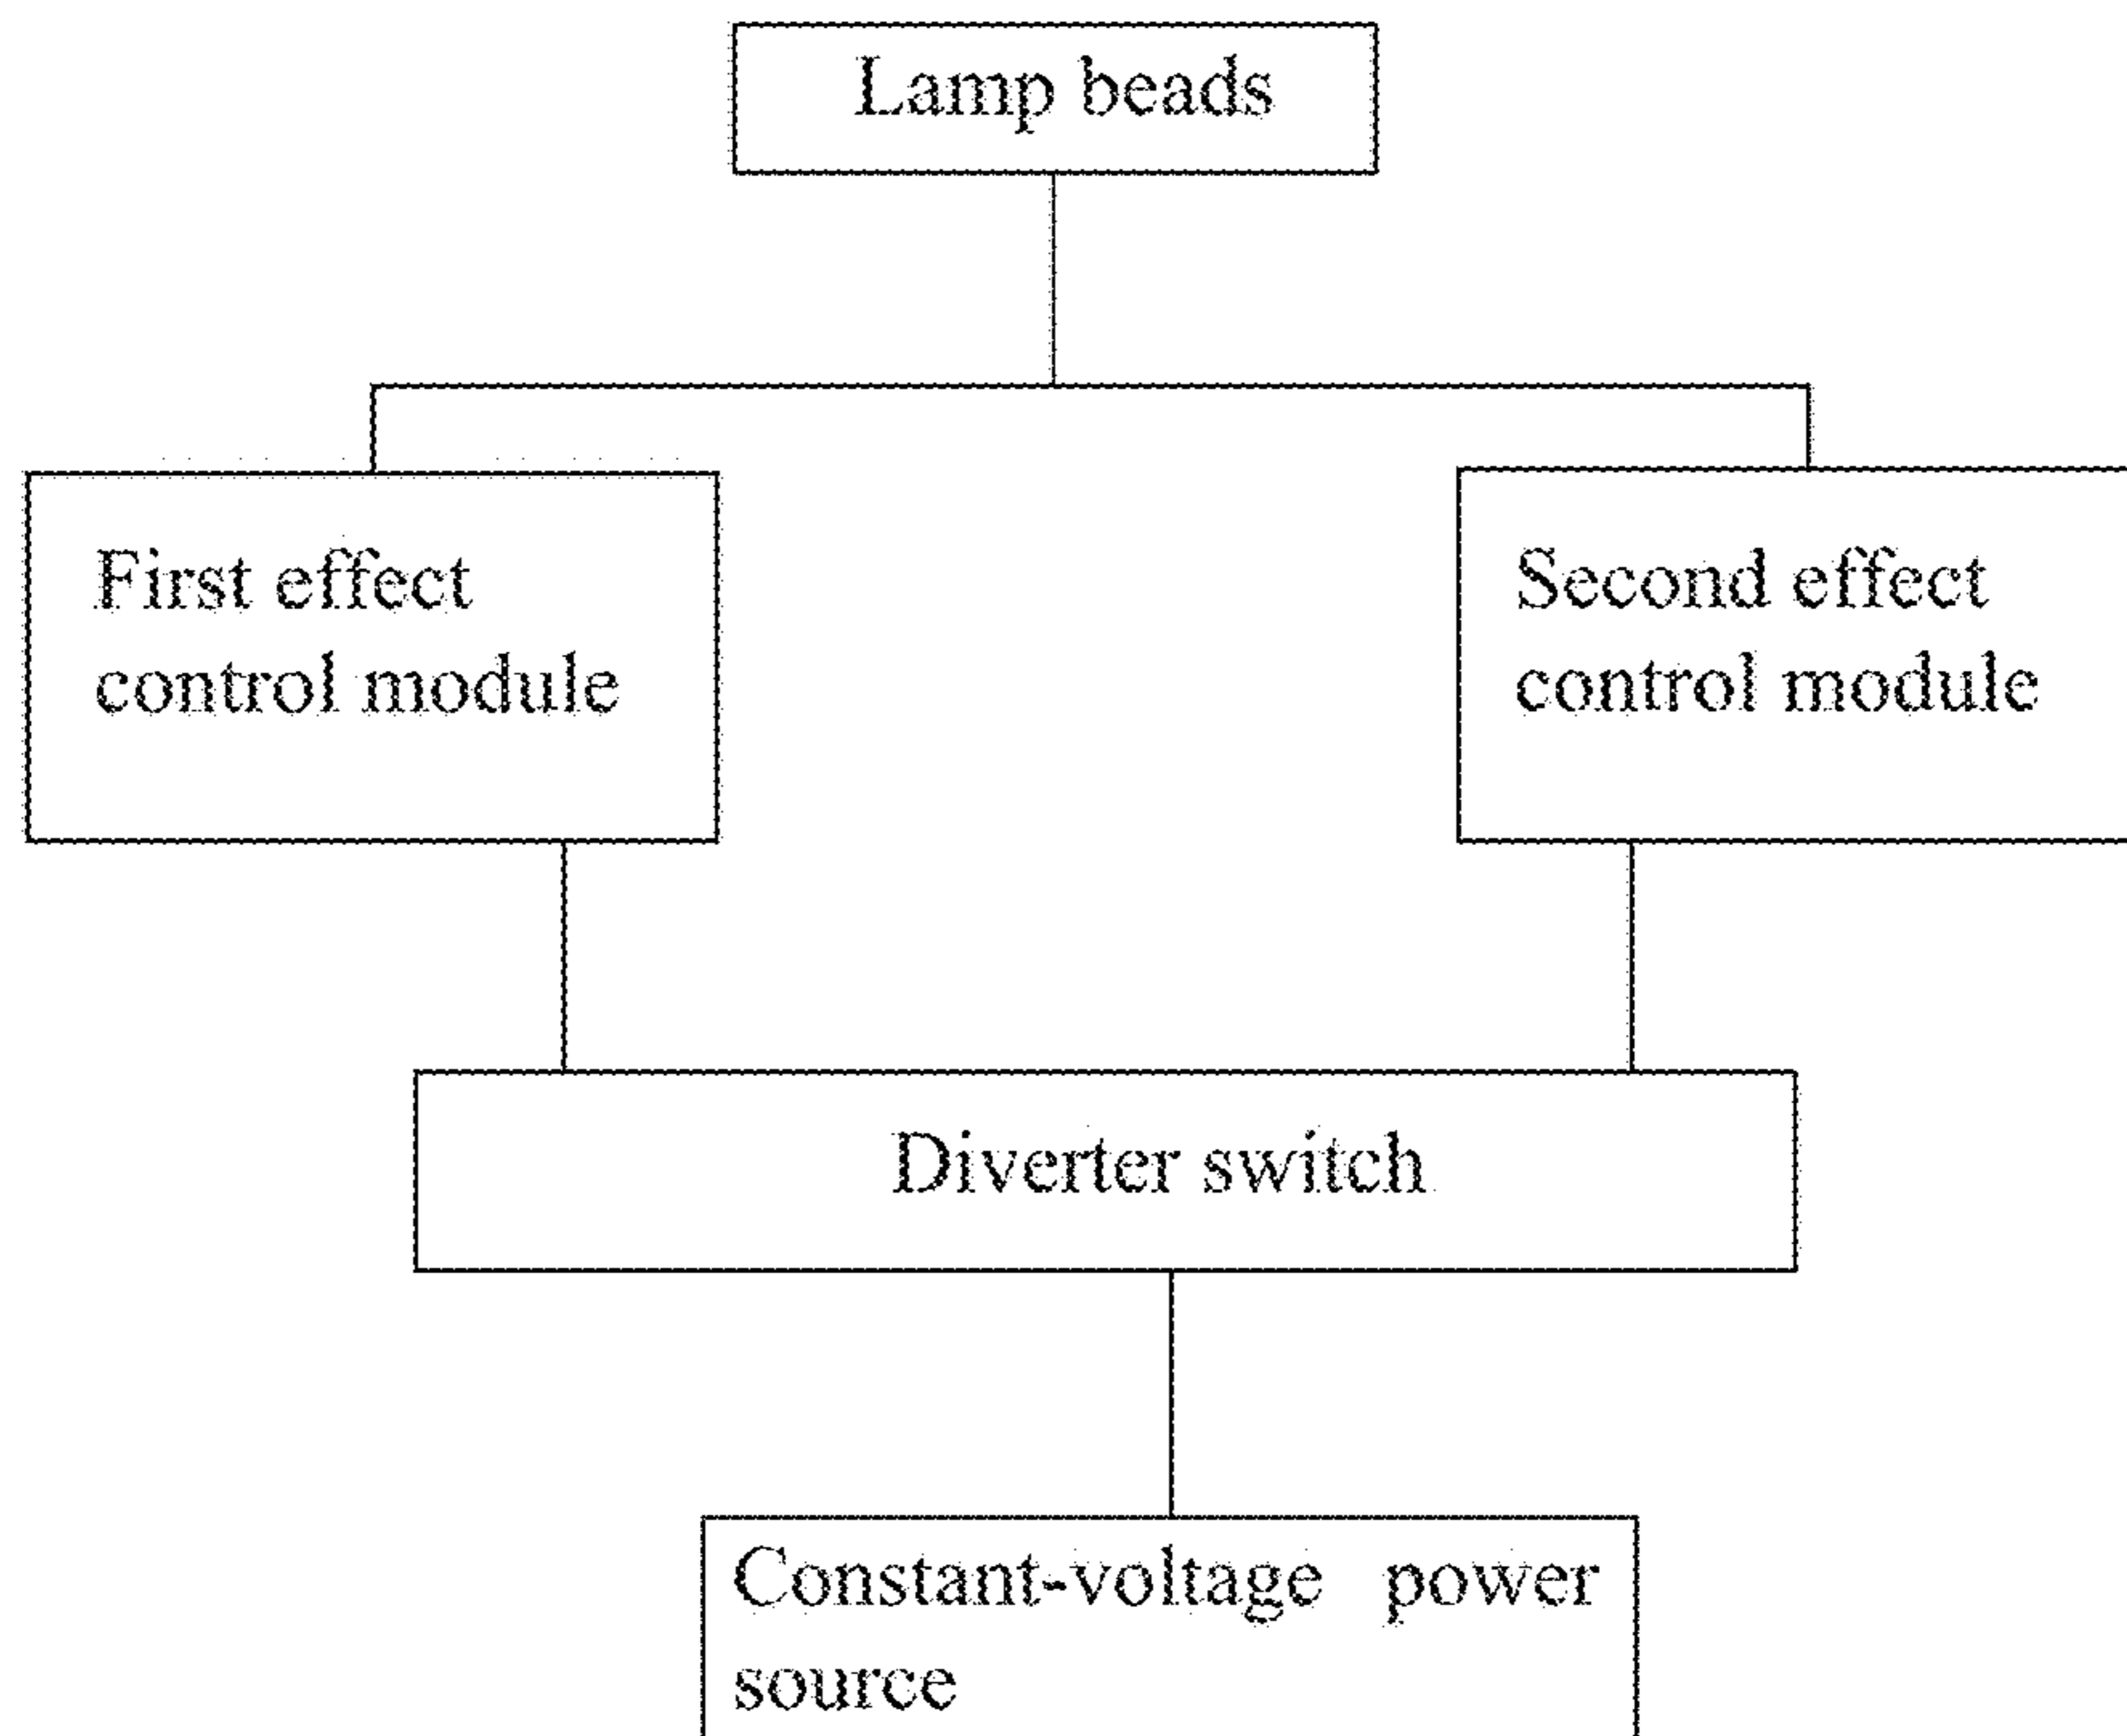 Lamp beads
First effect
control module
Second effect
control module
Diverter switch
Constant-voltage power
source